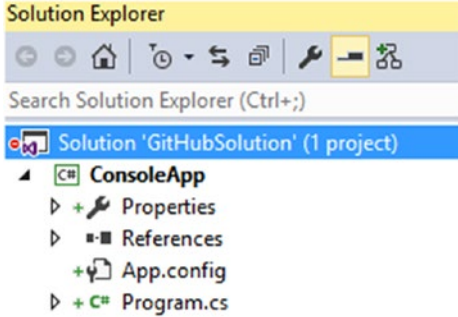 Solution Explorer
Search Solution Explorer (Ctrl+;)
Solution 'GitHubSolution' (1 project)
C# ConsoleApp
+ Properties
References
+ App.config
+ C# Program.cs